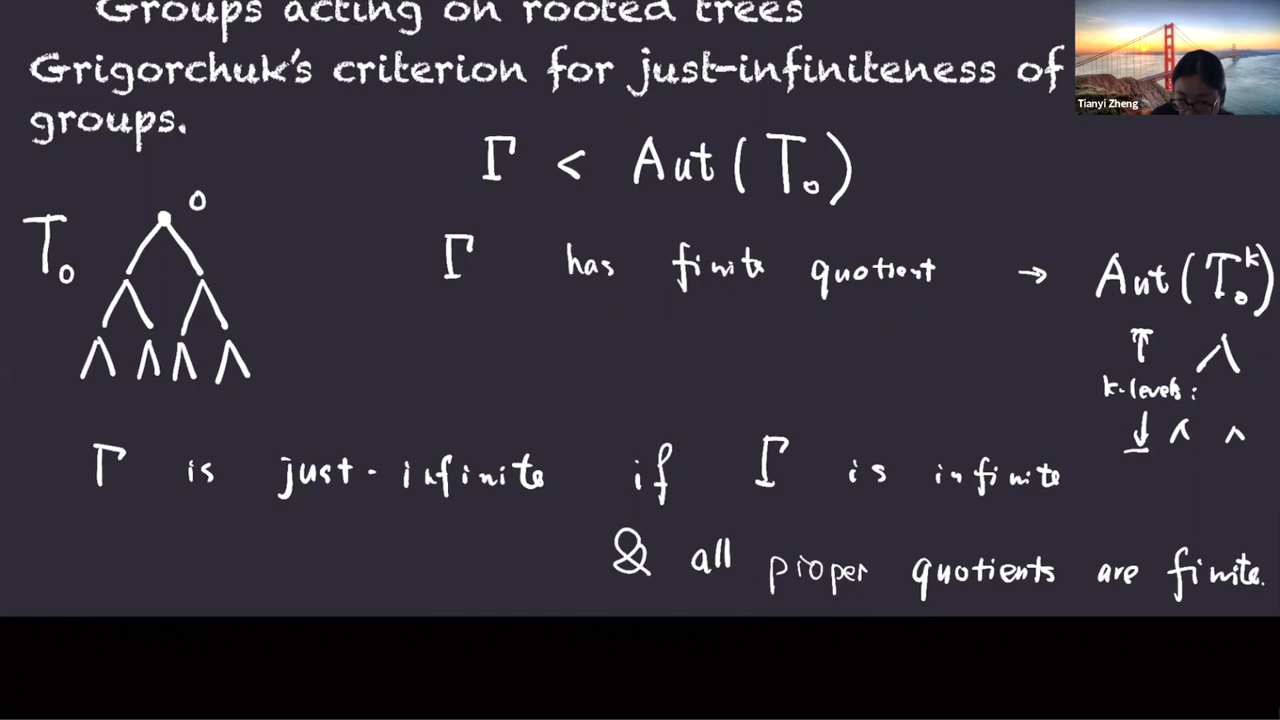 Groups acting on rooted trees
Grigorchuk's criterion for just-infiniteness of
groups.
Tianyi Zheng
Γ < Aut(T₀)
T₀ 0
Γ has finite quotient → Aut(T₀ᵏ)
k-levels:
Γ is just-infinite if Γ is infinite
& all proper quotients are finite.